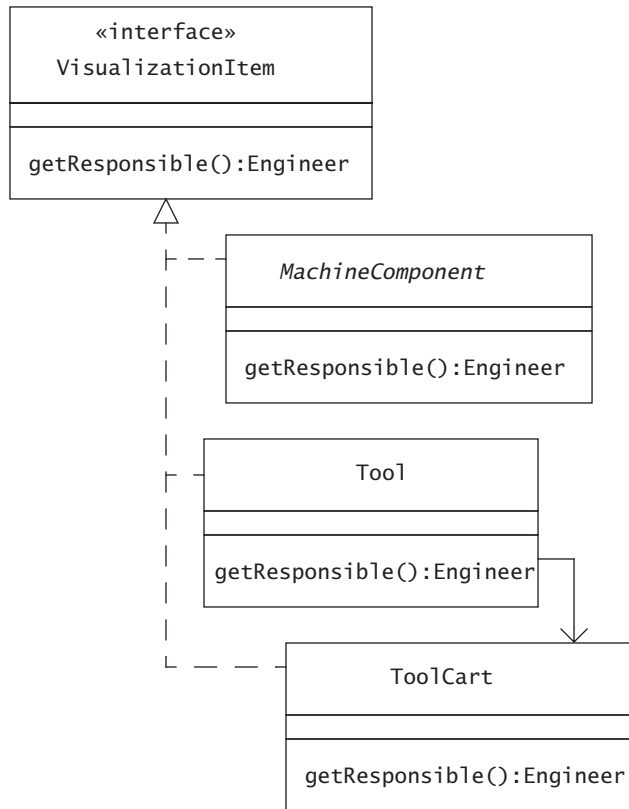 «interface»
VisualizationItem
getResponsible():Engineer
MachineComponent
getResponsible():Engineer
Tool
getResponsible():Engineer
ToolCart
getResponsible():Engineer